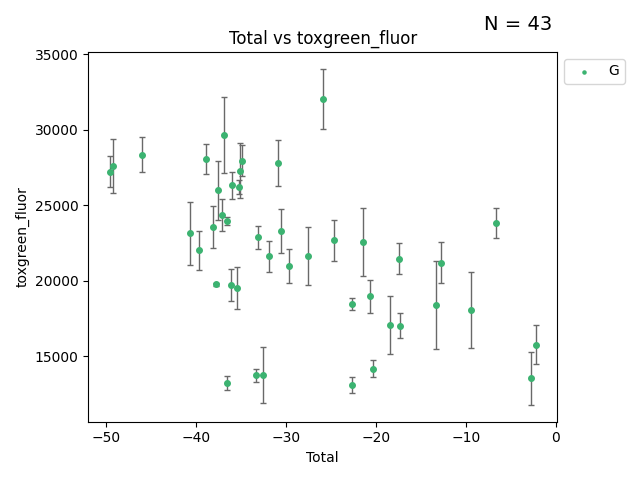 N = 43
Total vs toxgreen_fluor
G
35000
30000
25000
20000
15000
toxgreen_fluor
−50
−40
−30
−20
−10
0
Total